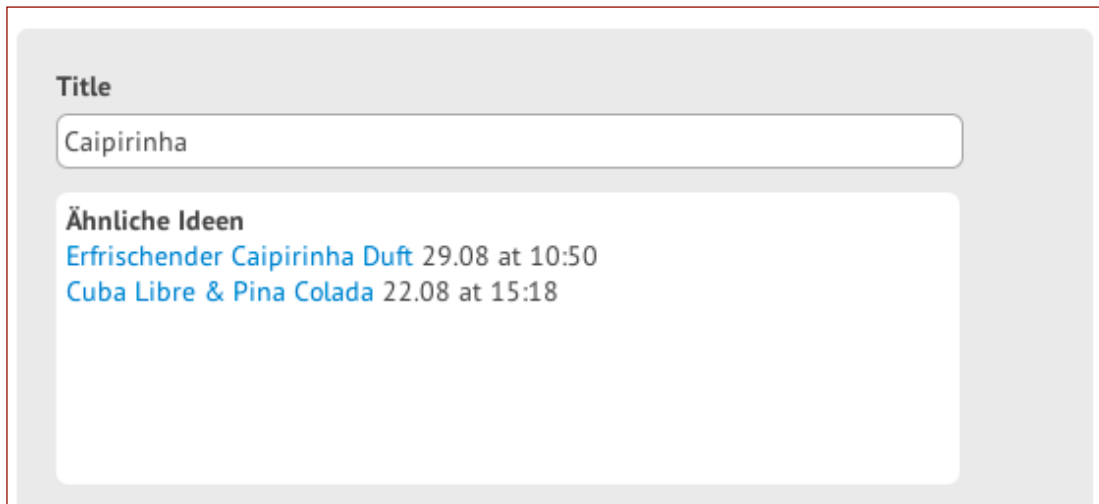 Title
Caipirinha
Ähnliche Ideen
Erfrischender Caipirinha Duft 29.08 at 10:50
Cuba Libre & Pina Colada 22.08 at 15:18